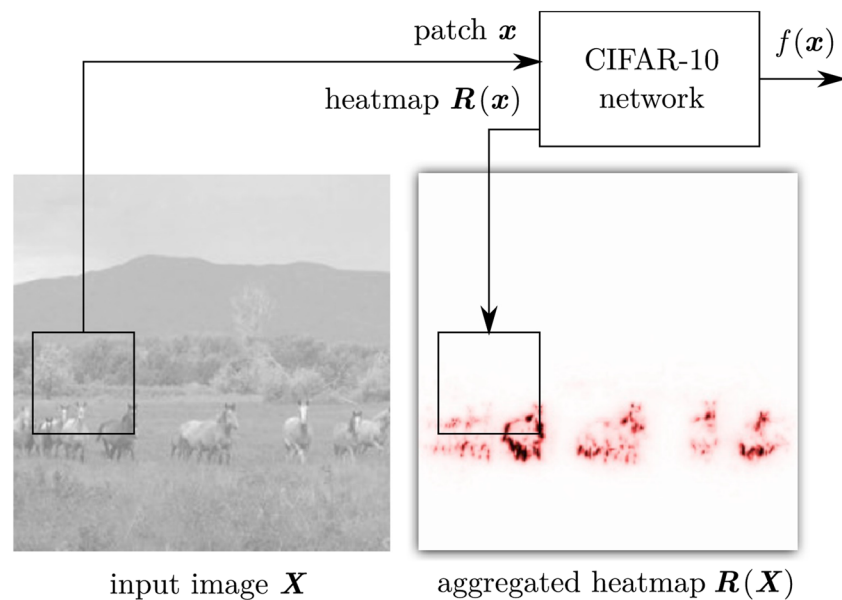 patch x
CIFAR-10
network
f(x)
heatmap R(x)
input image X
aggregated heatmap R(X)